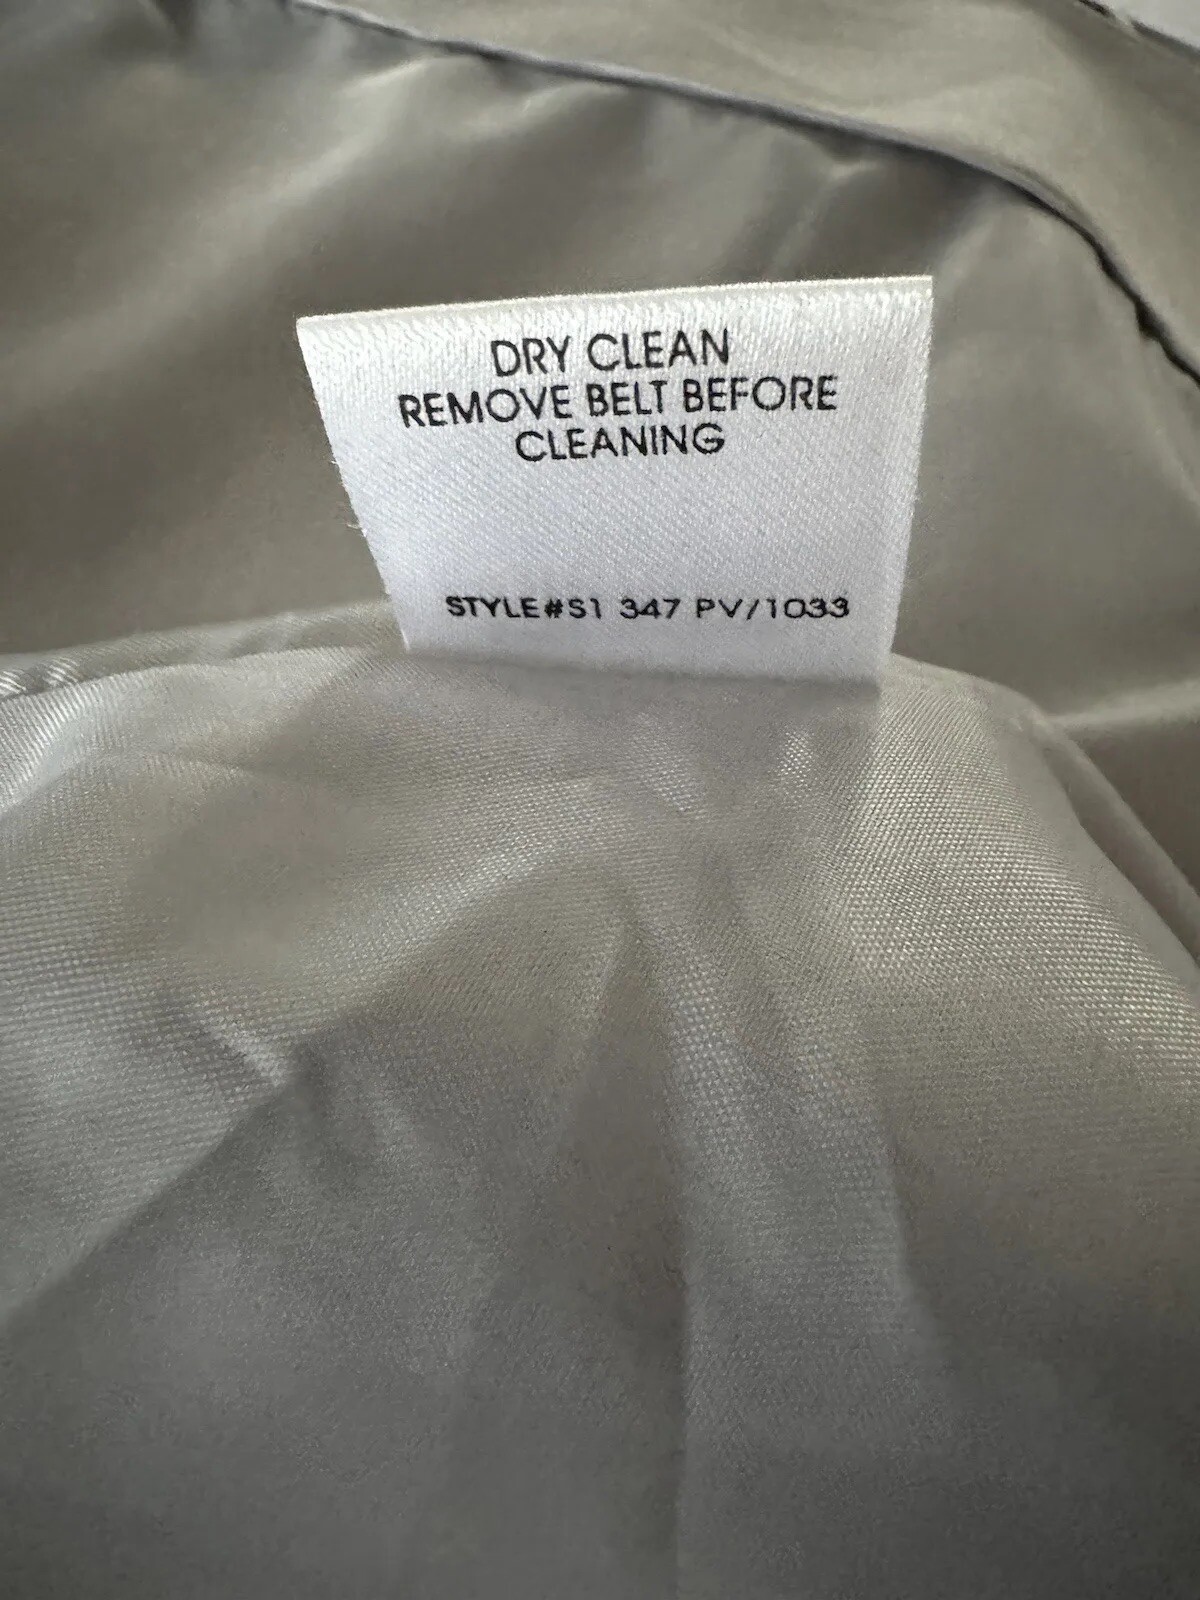 DRY CLEAN
REMOVE BELT BEFORE
CLEANING
STYLE#S1 347 PV/1033